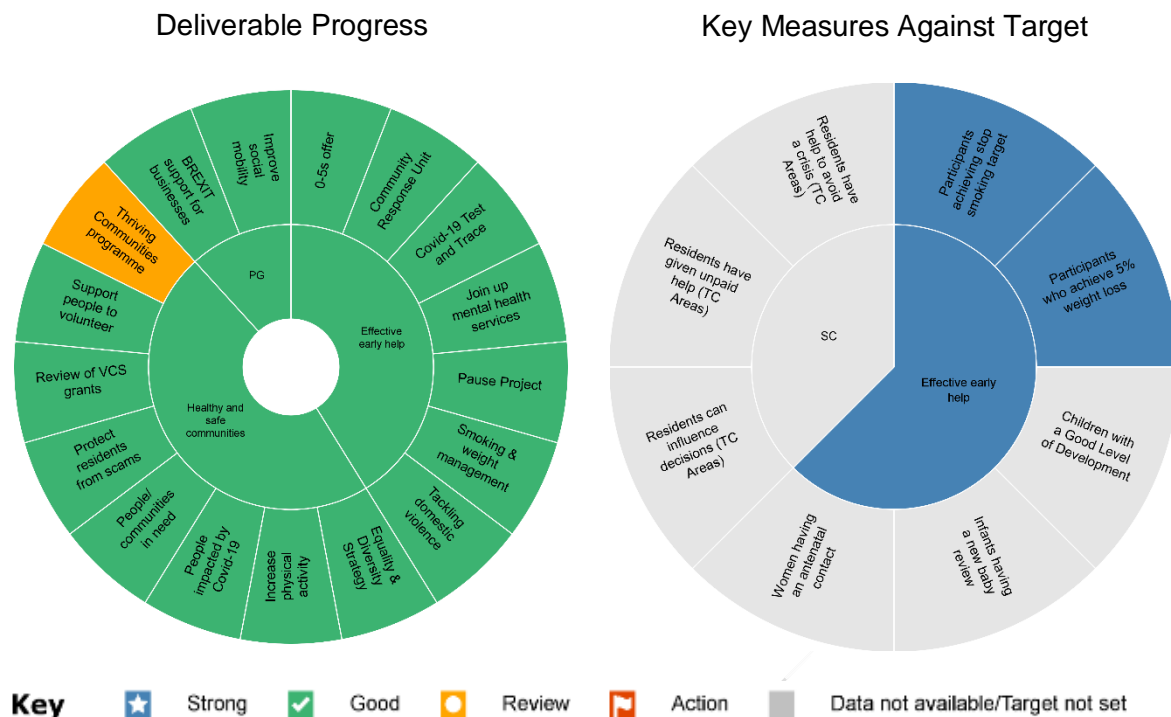 Deliverable Progress
Key Measures Against Target
0-5s offer
Community
Response Unit
Covid-19 Test
and Trace
Join up
mental health
services
Pause Project
Smoking &
weight
management
Tackling
domestic
violence
Equality &
Diversity
Strategy
Increase
physical
activity
People
impacted by
Covid-19
People/
communities
in need
Protect
residents
from scams
Review of VCS
grants
Support
people to
volunteer
Thriving
Communities
programme
BREXIT
support for
businesses
Improve
social
mobility
PG
Effective
early help
Healthy and
safe
communities
Participants
achieving stop
smoking target
Participants
who achieve 5%
weight loss
Children with
a Good Level
of Development
Infants having
a new baby
review
Women having
an antenatal
contact
Residents can
influence
decisions (TC
Areas)
Residents have
given unpaid
help (TC
Areas)
Residents have
help to avoid
a crisis (TC
Areas)
SC
Effective early
help
Key
Strong
Good
Review
Action
Data not available/Target not set